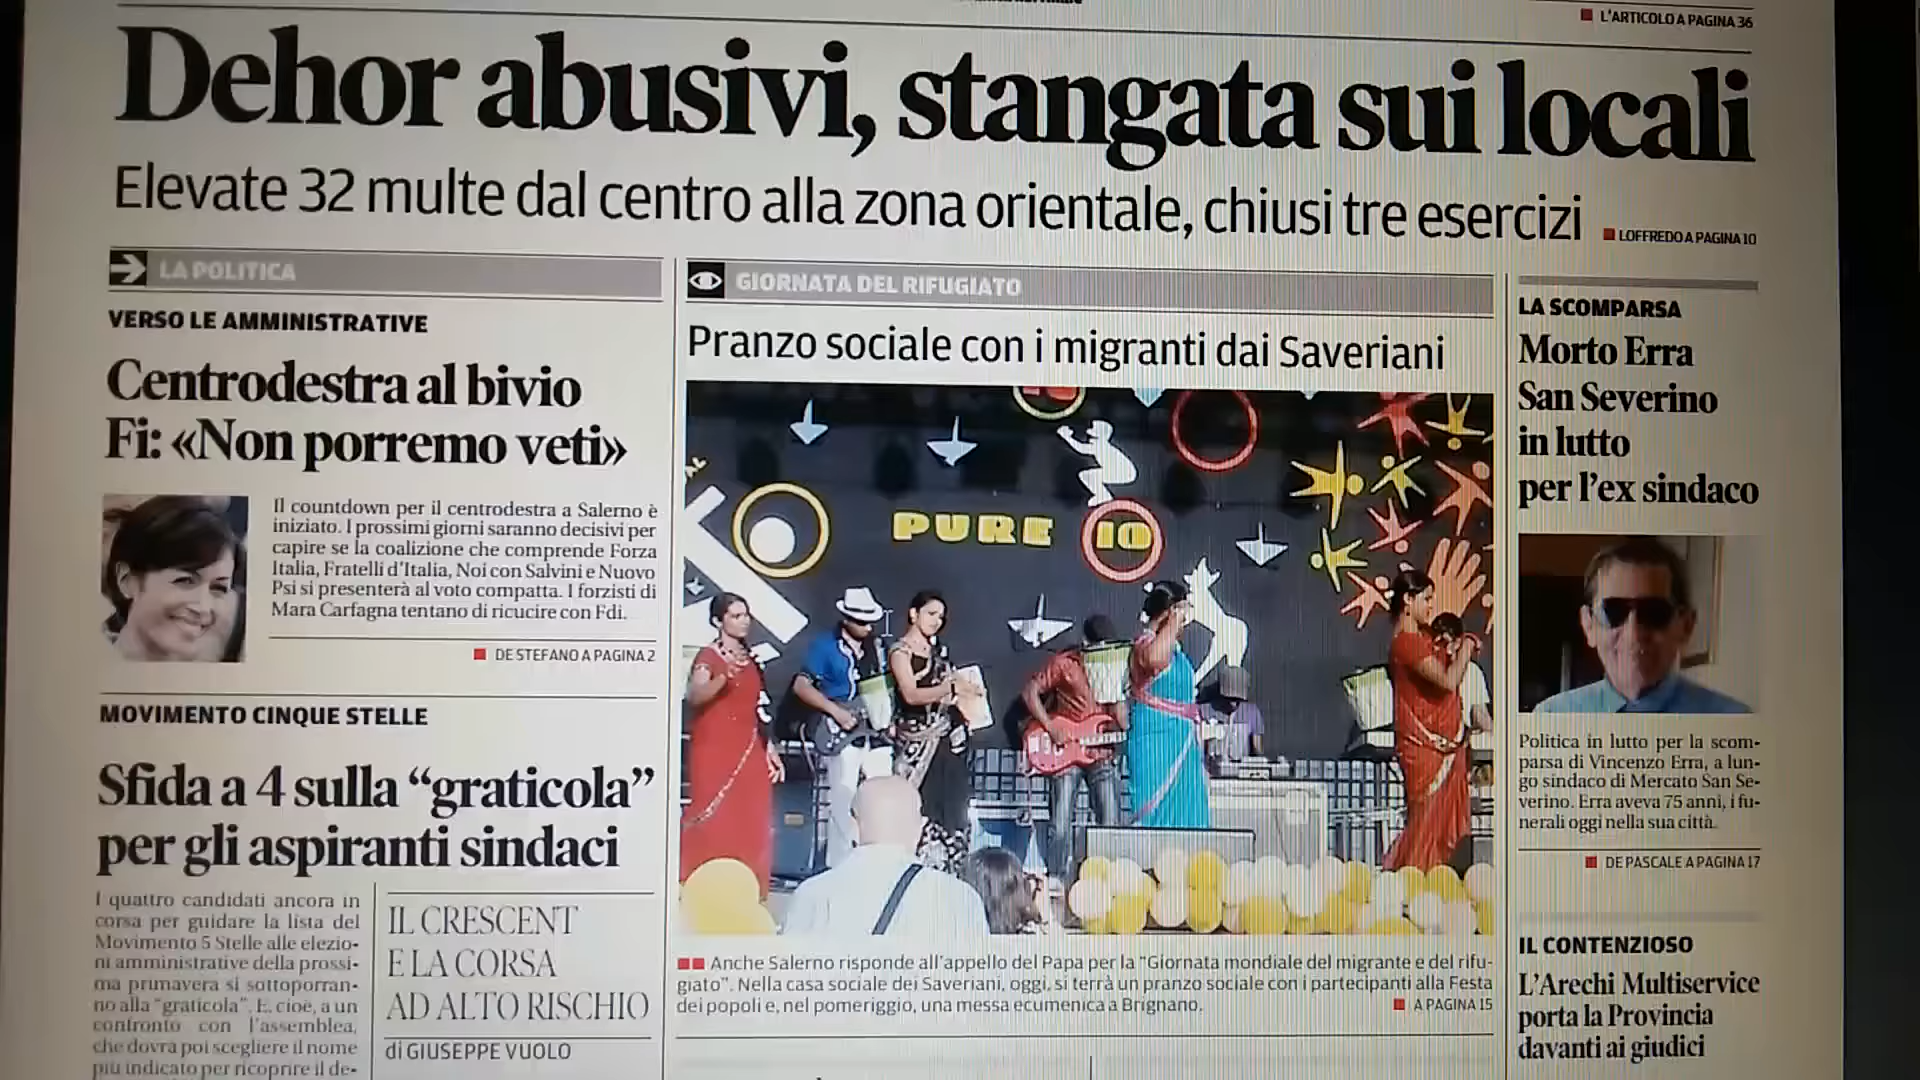 L'ARTICOLO A PAGINA 36
Dehor abusivi, stangata sui locali
Elevate 32 multe dal centro alla zona orientale, chiusi tre esercizi
LOFFREDO A PAGINA 10
LA POLITICA
VERSO LE AMMINISTRATIVE
Centrodestra al bivio
Fi: «Non porremo veti»
Il countdown per il centrodestra a Salerno è
iniziato. I prossimi giorni saranno decisivi per
capire se la coalizione che comprende Forza
Italia, Fratelli d'Italia, Noi con Salvini e Nuovo
Psi si presenterà al voto compatta. I forzisti di
Mara Carfagna tentano di ricucire con Fdi.
DE STEFANO A PAGINA 2
MOVIMENTO CINQUE STELLE
Sfida a 4 sulla “graticola”
per gli aspiranti sindaci
I quattro candidati ancora in
corsa per guidare la lista del
Movimento 5 Stelle alle elezio-
ni amministrative della prossi-
ma primavera si sottoporran-
no alla "graticola". E, cioè, a un
confronto con l'assemblea,
che dovrà poi scegliere il nome
più indicato per ricoprire il de-
IL CRESCENT
E LA CORSA
AD ALTO RISCHIO
di GIUSEPPE VUOLO
GIORNATA DEL RIFUGIATO
Pranzo sociale con i migranti dai Saveriani
PURE 10
Anche Salerno risponde all'appello del Papa per la "Giornata mondiale del migrante e del rifu-
giato". Nella casa sociale dei Saveriani, oggi, si terrà un pranzo sociale con i partecipanti alla Festa
dei popoli e, nel pomeriggio, una messa ecumenica a Brignano.
A PAGINA 15
LA SCOMPARSA
Morto Erra
San Severino
in lutto
per l'ex sindaco
Politica in lutto per la scom-
parsa di Vincenzo Erra, a lun-
go sindaco di Mercato San Se-
verino. Erra aveva 75 anni, i fu-
nerali oggi nella sua città.
DE PASCALE A PAGINA 17
IL CONTENZIOSO
L'Arechi Multiservice
porta la Provincia
davanti ai giudici